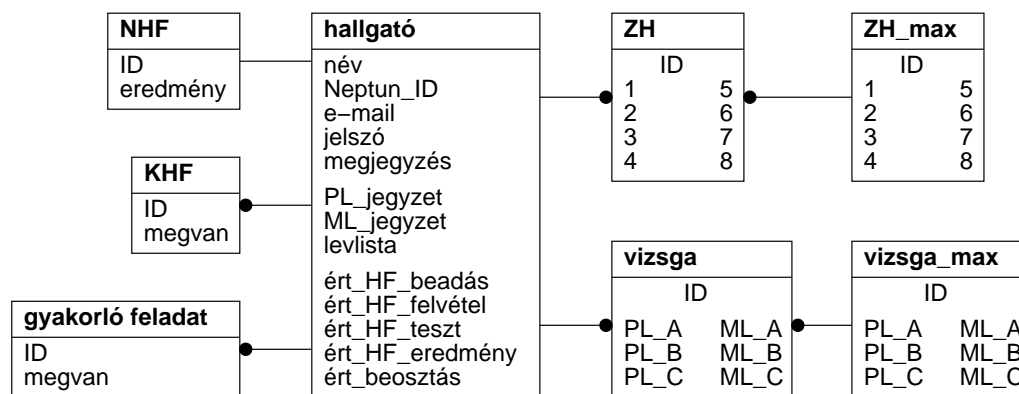 NHF
ID
eredmény
KHF
ID
megvan
gyakorló feladat
ID
megvan
hallgató
név
Neptun_ID
e−mail
jelszó
megjegyzés
PL_jegyzet
ML_jegyzet
levlista
ért_HF_beadás
ért_HF_felvétel
ért_HF_teszt
ért_HF_eredmény
ért_beosztás
ZH
ID
1 5
2 6
3 7
4 8
ZH_max
ID
1 5
2 6
3 7
4 8
vizsga
ID
PL_A ML_A
PL_B ML_B
PL_C ML_C
vizsga_max
ID
PL_A ML_A
PL_B ML_B
PL_C ML_C